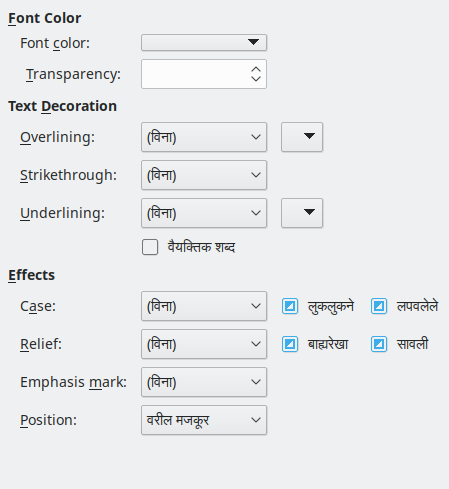 Font Color
Font color:
Transparency:
Text Decoration
Overlining: (विना)
Strikethrough: (विना)
Underlining: (विना)
वैयक्तिक शब्द
Effects
Case: (विना) लुकलुकने लपवलेले
Relief: (विना) बाह्यरेखा सावली
Emphasis mark: (विना)
Position: वरील मजकूर